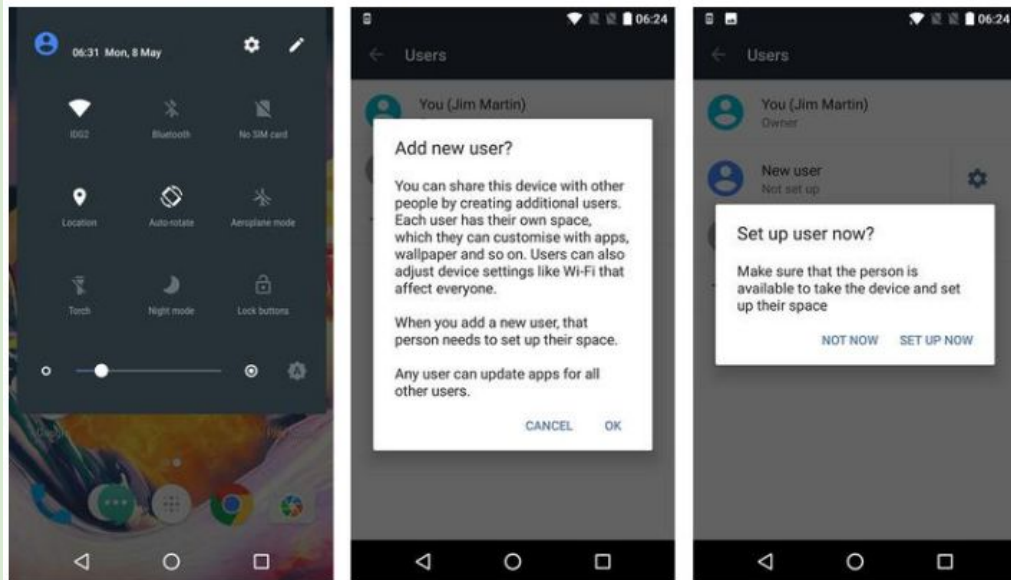 06:31 Mon, 8 May
IDG2
Bluetooth
No SIM card
Location
Auto-rotate
Aeroplane mode
Torch
Night mode
Lock buttons
06:24
Users
You (Jim Martin)
Add new user?
You can share this device with other
people by creating additional users.
Each user has their own space,
which they can customise with apps,
wallpaper and so on. Users can also
adjust device settings like Wi-Fi that
affect everyone.
When you add a new user, that
person needs to set up their space.
Any user can update apps for all
other users.
CANCEL OK
06:24
Users
You (Jim Martin)
Owner
New user
Not set up
Set up user now?
Make sure that the person is
available to take the device and set
up their space
NOT NOW SET UP NOW